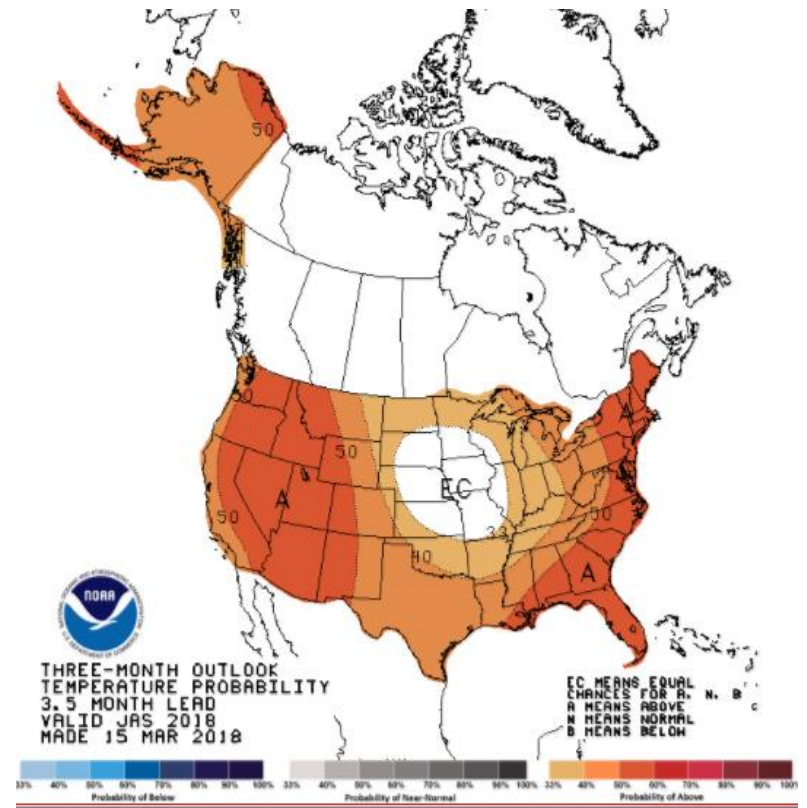 A
50
50
50
A
A
EC
50
50
33
40
A
NOAA
THREE-MONTH OUTLOOK
TEMPERATURE PROBABILITY
3.5 MONTH LEAD
VALID JAS 2018
MADE 15 MAR 2018
EC MEANS EQUAL
CHANCES FOR A, N, B
A MEANS ABOVE
N MEANS NORMAL
B MEANS BELOW
33% 40% 50% 60% 70% 80% 90% 100%
Probability of Below
33% 40% 50% 60% 70% 80% 90% 100%
Probability of Near-Normal
33% 40% 50% 60% 70% 80% 90% 100%
Probability of Above